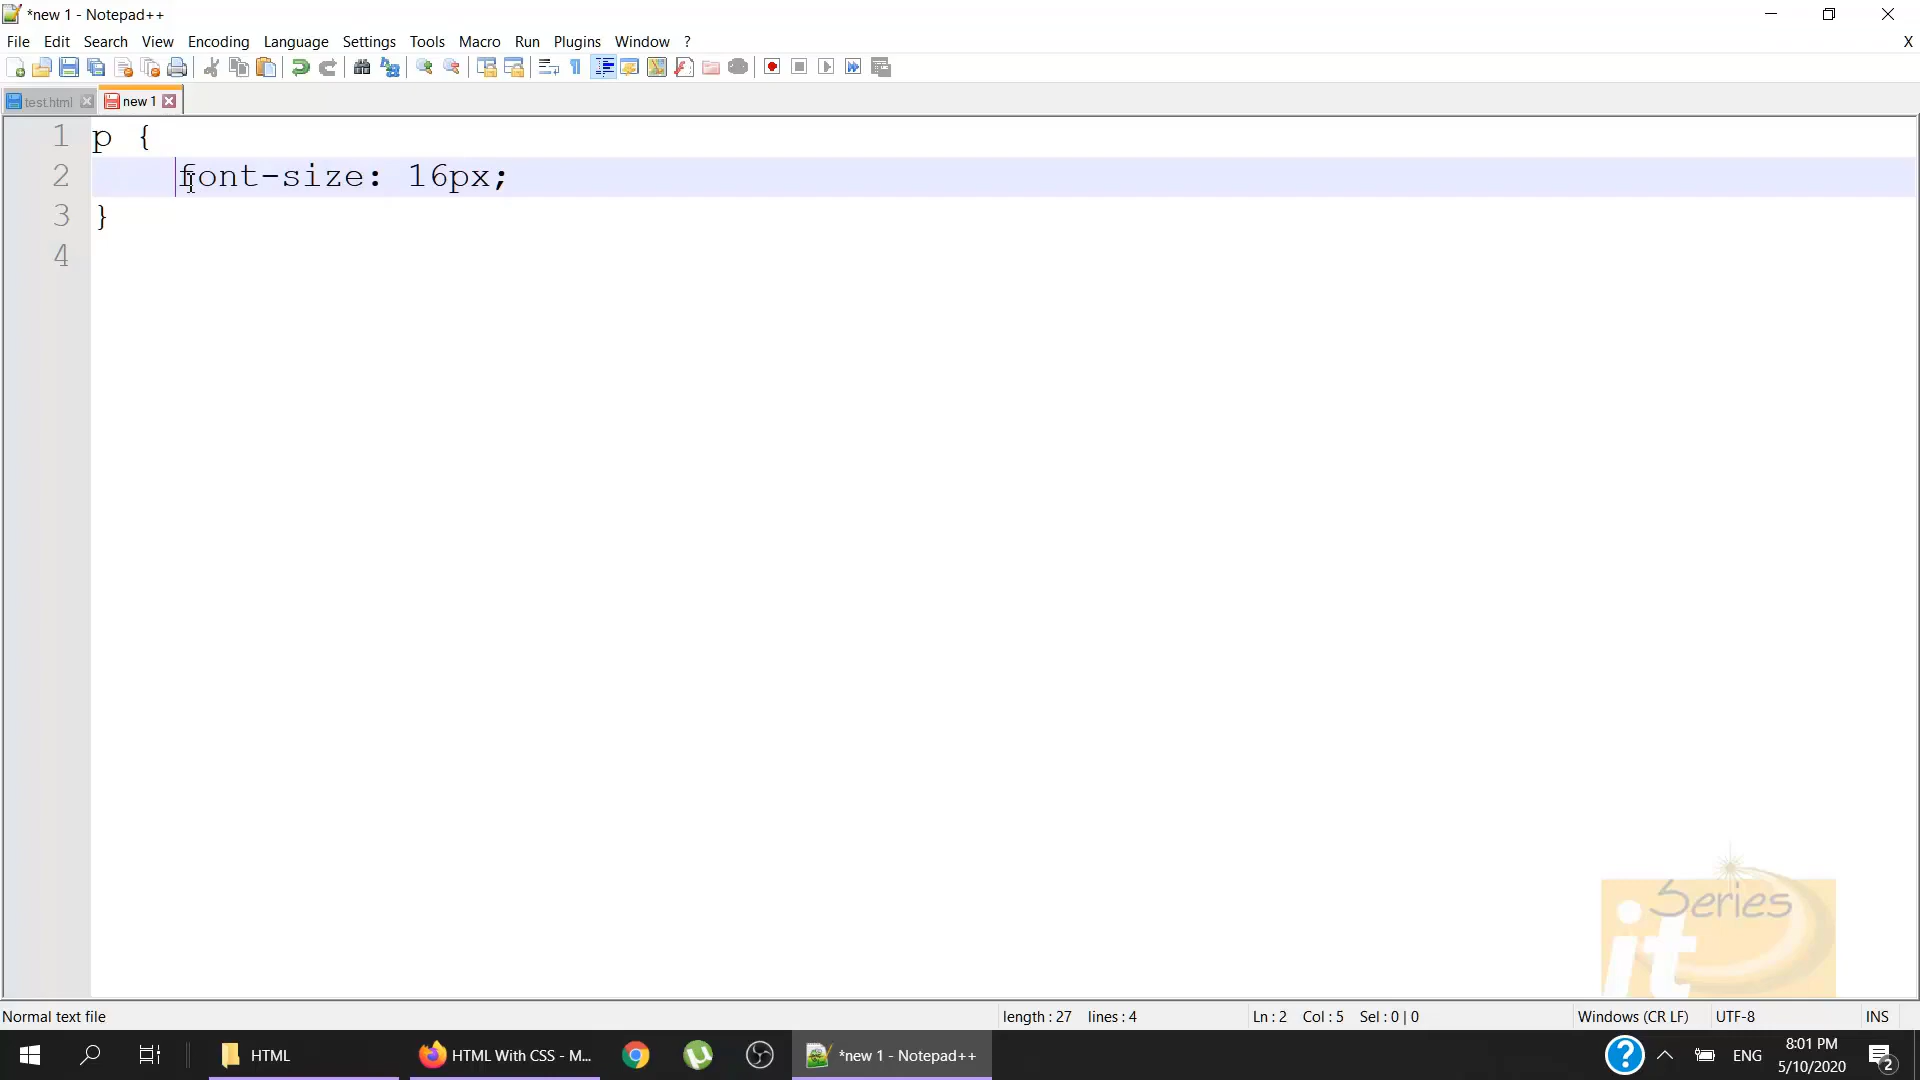 *new 1 - Notepad++
File Edit Search View Encoding Language Settings Tools Macro Run Plugins Window ? X
test.html new 1
1 p {
2 font-size: 16px;
3 }
4
Series
it
Normal text file length : 27 lines : 4 Ln : 2 Col : 5 Sel : 0 | 0 Windows (CR LF) UTF-8 INS
HTML HTML With CSS - M... *new 1 - Notepad++ ? ENG 8:01 PM 2
5/10/2020